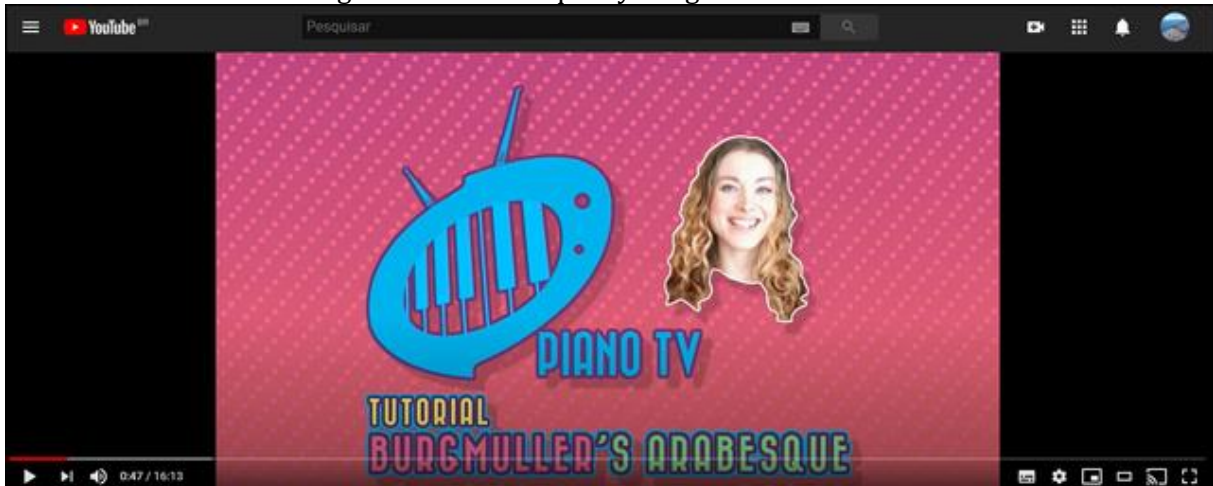 YouTube BR
Pesquisar
PIANO TV
TUTORIAL
BURGMULLER'S ARABESQUE
0:47 / 16:13